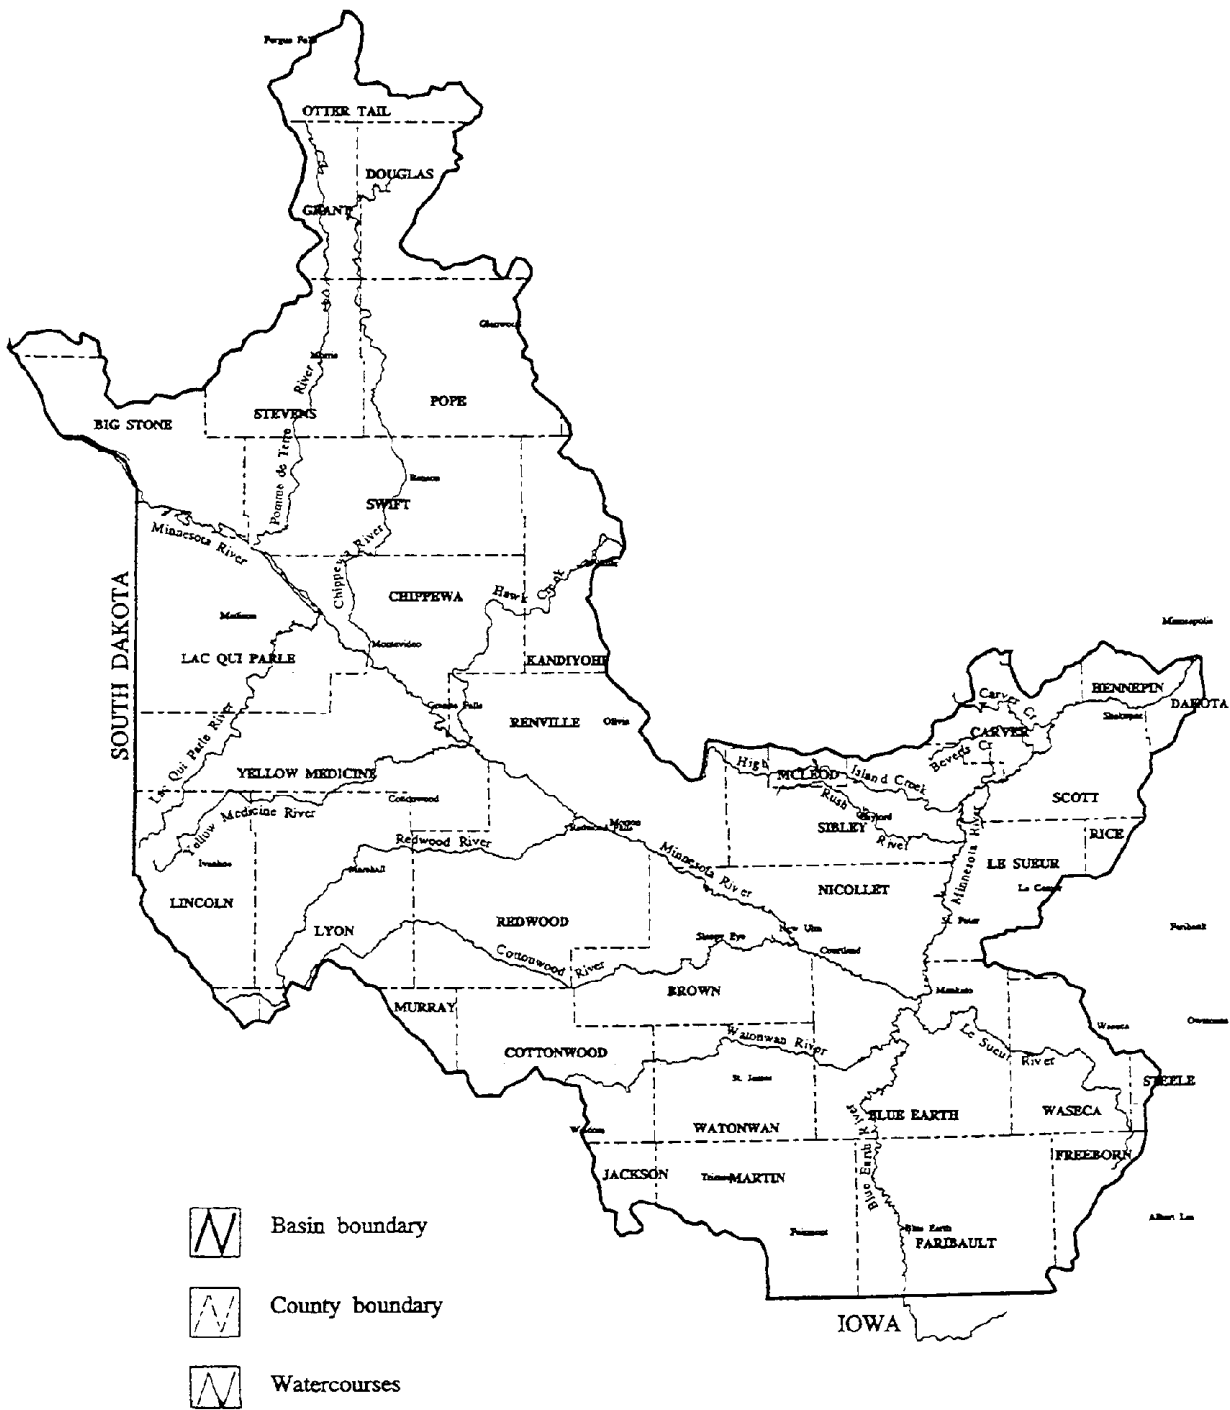 Fergus Falls
OTTER TAIL
DOUGLAS
GRANT
Glenwood
Morris
River
Pomme de Terre
STEVENS
POPE
BIG STONE
Benson
SWIFT
Minnesota River
Chippewa River
CHIPPEWA
Hawk Creek
SOUTH DAKOTA
Madison
Montevideo
LAC QUI PARLE
KANDIYOHI
Minneapolis
HENNEPIN
Carver Cr
DAKOTA
Shakopee
CARVER
Bevens Cr
Granite Falls
RENVILLE
Olivia
Lac Qui Parle River
YELLOW MEDICINE
High Island Creek
MCLEOD
Yellow Medicine River
Cottonwood
Rush River
Gaylord
SIBLEY
SCOTT
RICE
Redwood Falls
Morton
Redwood River
Minnesota River
Minnesota River
LE SUEUR
Ivanhoe
Marshall
NICOLLET
Le Center
LINCOLN
LYON
REDWOOD
St. Peter
Faribault
Sleepy Eye
New Ulm
Courtland
Cottonwood River
BROWN
Mankato
MURRAY
Waseca
Owatonna
COTTONWOOD
Watonwan River
Le Sueur River
St. James
STEELE
WASECA
BLUE EARTH
WATONWAN
Windom
Blue Earth River
FREEBORN
JACKSON
Truman
MARTIN
Albert Lea
Fairmont
Blue Earth
FARIBAULT
IOWA
Basin boundary
County boundary
Watercourses